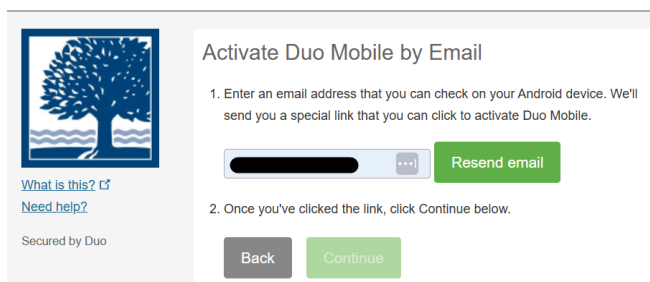 Activate Duo Mobile by Email
1. Enter an email address that you can check on your Android device. We'll
send you a special link that you can click to activate Duo Mobile.
Resend email
What is this?
Need help?
2. Once you've clicked the link, click Continue below.
Secured by Duo
Back
Continue